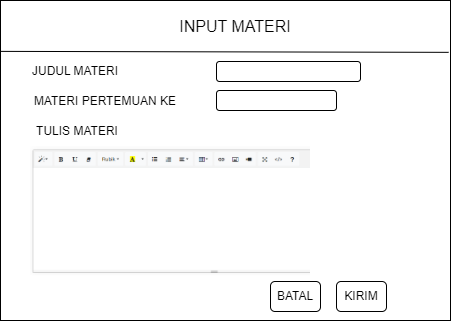 INPUT MATERI
JUDUL MATERI
MATERI PERTEMUAN KE
TULIS MATERI
B U Rubik A </> ?
BATAL KIRIM